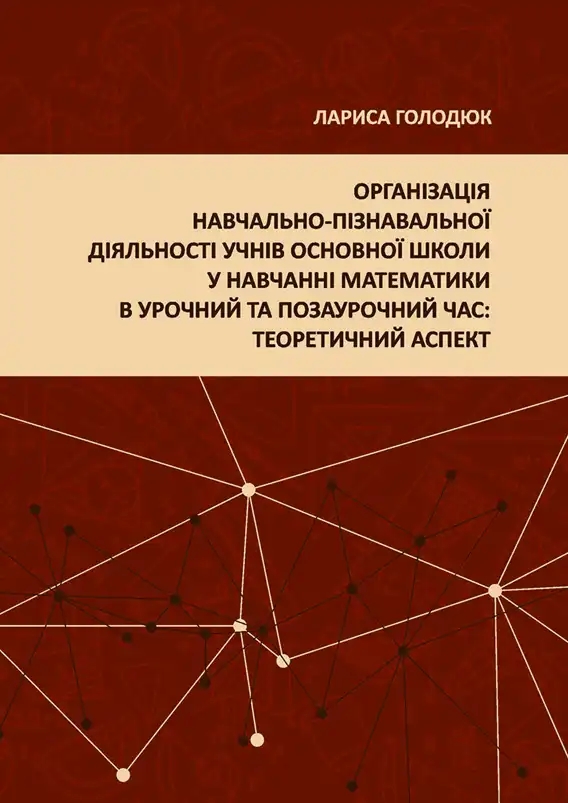 ЛАРИСА ГОЛОДЮК
ОРГАНІЗАЦІЯ
НАВЧАЛЬНО-ПІЗНАВАЛЬНОЇ
ДІЯЛЬНОСТІ УЧНІВ ОСНОВНОЇ ШКОЛИ
У НАВЧАННІ МАТЕМАТИКИ
В УРОЧНИЙ ТА ПОЗАУРОЧНИЙ ЧАС:
ТЕОРЕТИЧНИЙ АСПЕКТ